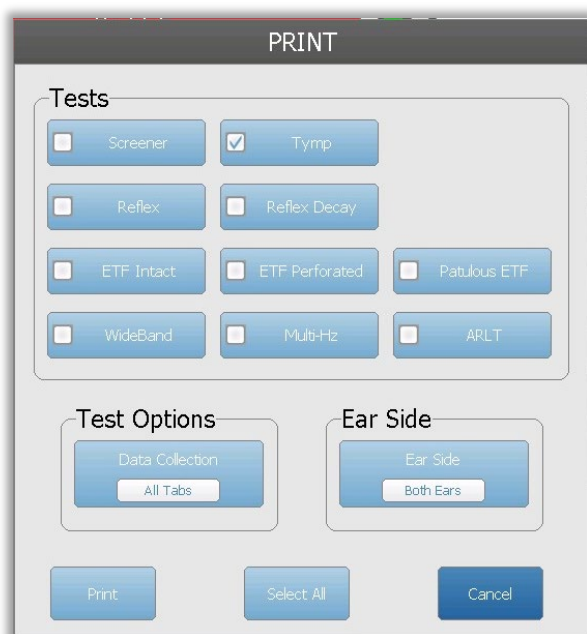 PRINT
Tests
Screener Tymp
Reflex Reflex Decay
ETF Intact ETF Perforated Patulous ETF
WideBand Multi-Hz ARLT
Test Options Ear Side
Data Collection Ear Side
All Tabs Both Ears
Print Select All Cancel